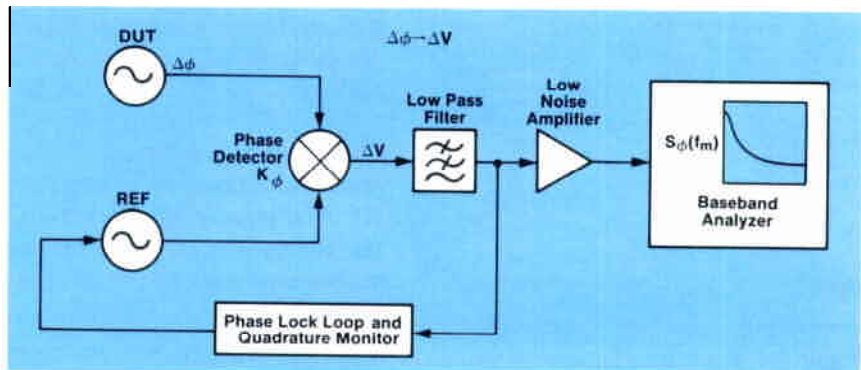 DUT
Δϕ→ΔV
Δϕ
Low
Noise
Amplifier
Low Pass
Filter
Phase
Detector
Kϕ
ΔV
Sϕ(fm)
Baseband
Analyzer
REF
Phase Lock Loop and
Quadrature Monitor